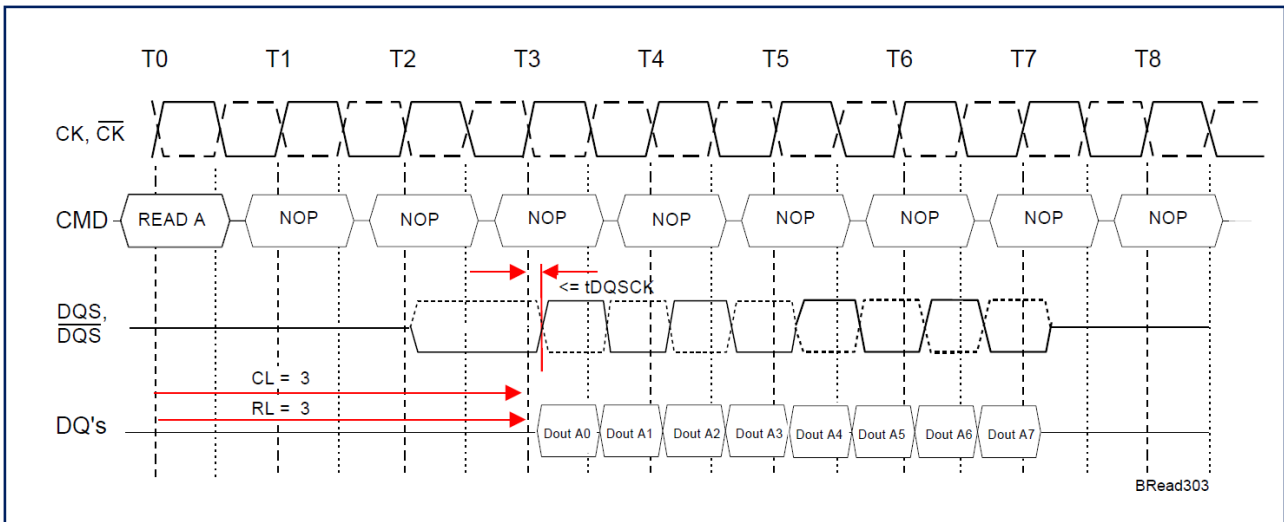 T0 T1 T2 T3 T4 T5 T6 T7 T8
CK, CK
CMD READ A NOP NOP NOP NOP NOP NOP NOP NOP
<= tDQSCK
DQS,
DQS
CL = 3
RL = 3
DQ's Dout A0 Dout A1 Dout A2 Dout A3 Dout A4 Dout A5 Dout A6 Dout A7
BRead303